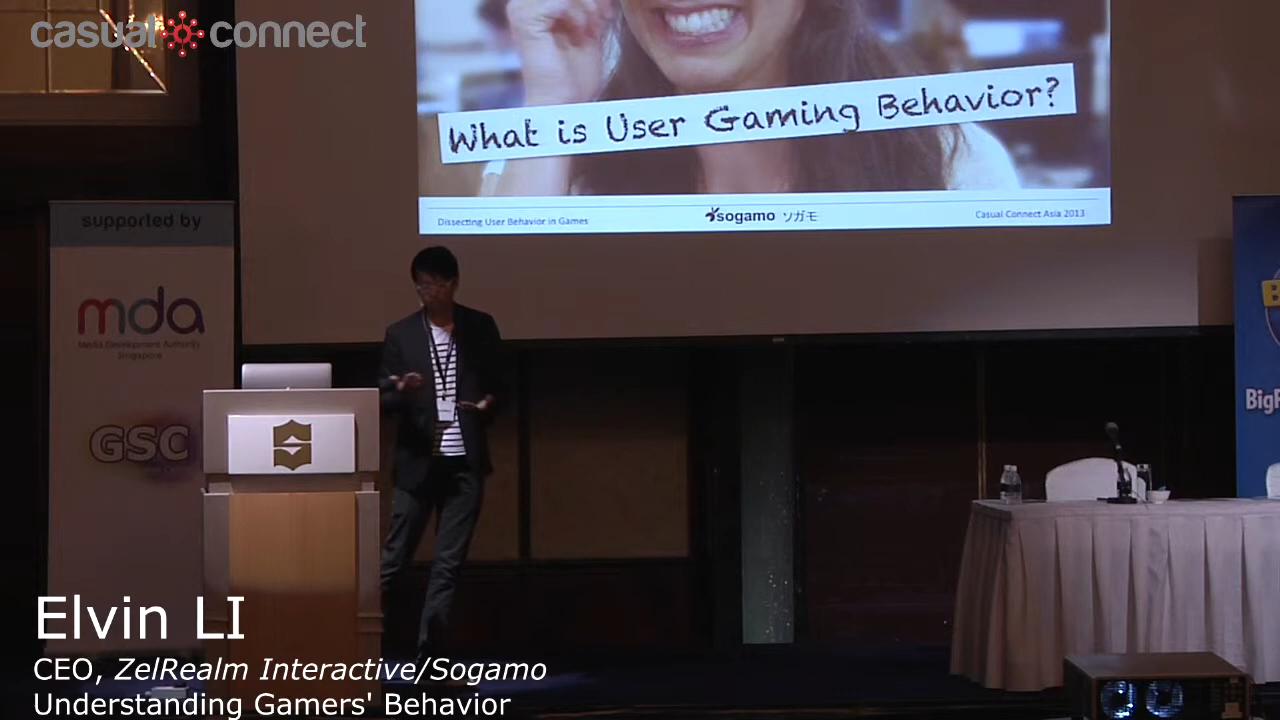 casual connect
What is User Gaming Behavior?
Dissecting User Behavior in Games
sogamo ソガモ
Casual Connect Asia 2013
supported by
mda
Media Development Authority
Singapore
GSC
Elvin LI
CEO, ZelRealm Interactive/Sogamo
Understanding Gamers' Behavior